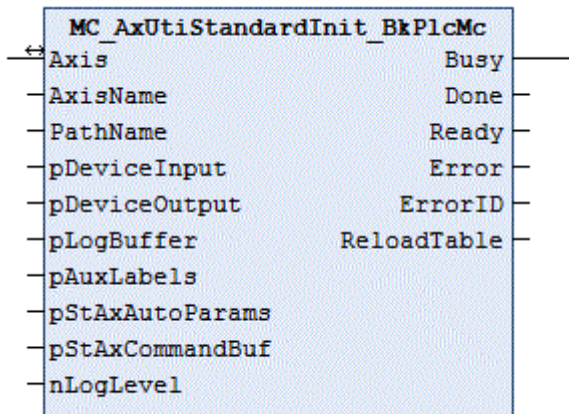 MC_AxUtiStandardInit_BkPlcMc
Axis Busy
AxisName Done
PathName Ready
pDeviceInput Error
pDeviceOutput ErrorID
pLogBuffer ReloadTable
pAuxLabels
pStAxAutoParams
pStAxCommandBuf
nLogLevel